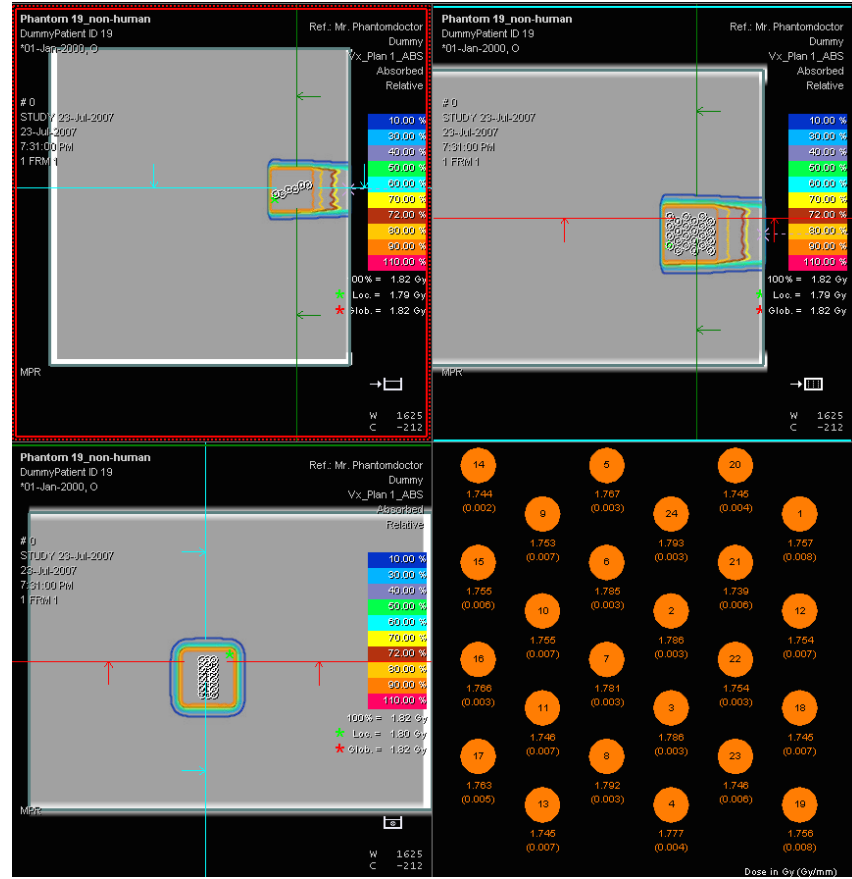 Phantom 19_non-human
DummyPatient ID 19
*01-Jan-2000, O
Ref.: Mr. Phantomdoctor
Dummy
Vx_Plan 1_ABS
Absorbed
Relative
# 0
STUDY 23-Jul-2007
23-Jul-2007
7:31:00 PM
1 FRM 1
10.00 %
30.00 %
40.00 %
50.00 %
60.00 %
70.00 %
72.00 %
80.00 %
90.00 %
110.00 %
100% = 1.82 Gy
Loc. = 1.79 Gy
Glob. = 1.82 Gy
MPR
W 1625
C -212
Phantom 19_non-human
DummyPatient ID 19
*01-Jan-2000, O
Ref.: Mr. Phantomdoctor
Dummy
Vx_Plan 1_ABS
Absorbed
Relative
# 0
STUDY 23-Jul-2007
23-Jul-2007
7:31:00 PM
1 FRM 1
10.00 %
30.00 %
40.00 %
50.00 %
60.00 %
70.00 %
72.00 %
80.00 %
90.00 %
110.00 %
100% = 1.82 Gy
Loc. = 1.79 Gy
Glob. = 1.82 Gy
MPR
W 1625
C -212
Phantom 19_non-human
DummyPatient ID 19
*01-Jan-2000, O
Ref.: Mr. Phantomdoctor
Dummy
Vx_Plan 1_ABS
Absorbed
Relative
# 0
STUDY 23-Jul-2007
23-Jul-2007
7:31:00 PM
1 FRM 1
10.00 %
30.00 %
40.00 %
50.00 %
60.00 %
70.00 %
72.00 %
80.00 %
90.00 %
110.00 %
100% = 1.82 Gy
Loc. = 1.80 Gy
Glob. = 1.82 Gy
MPR
W 1625
C -212
14 5 20
1.744 1.767 1.745
(0.002) (0.003) (0.004)
9 24 1
1.753 1.793 1.757
(0.007) (0.003) (0.008)
15 6 21
1.755 1.785 1.739
(0.006) (0.003) (0.006)
10 2 12
1.755 1.786 1.754
(0.007) (0.003) (0.007)
16 7 22
1.766 1.781 1.754
(0.003) (0.003) (0.003)
11 3 18
1.746 1.786 1.745
(0.007) (0.003) (0.007)
17 8 23
1.763 1.792 1.746
(0.005) (0.003) (0.006)
13 4 19
1.745 1.777 1.756
(0.007) (0.004) (0.008)
Dose in Gy (Gy/mm)